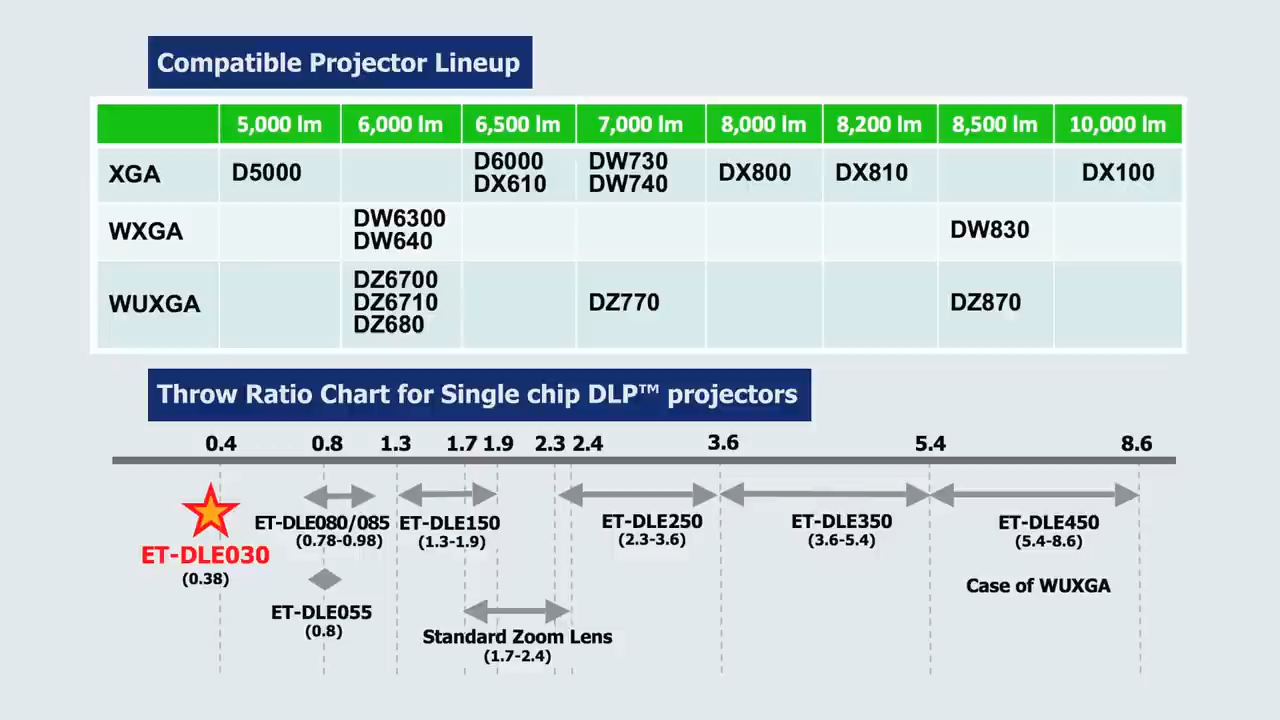 Compatible Projector Lineup
5,000 lm 6,000 lm 6,500 lm 7,000 lm 8,000 lm 8,200 lm 8,500 lm 10,000 lm
XGA D5000 D6000 DX610 DW730 DW740 DX800 DX810 DX100
WXGA DW6300 DW640 DW830
WUXGA DZ6700 DZ6710 DZ680 DZ770 DZ870
Throw Ratio Chart for Single chip DLP™ projectors
0.4 0.8 1.3 1.7 1.9 2.3 2.4 3.6 5.4 8.6
ET-DLE030
(0.38)
ET-DLE080/085
(0.78-0.98)
ET-DLE055
(0.8)
ET-DLE150
(1.3-1.9)
Standard Zoom Lens
(1.7-2.4)
ET-DLE250
(2.3-3.6)
ET-DLE350
(3.6-5.4)
ET-DLE450
(5.4-8.6)
Case of WUXGA